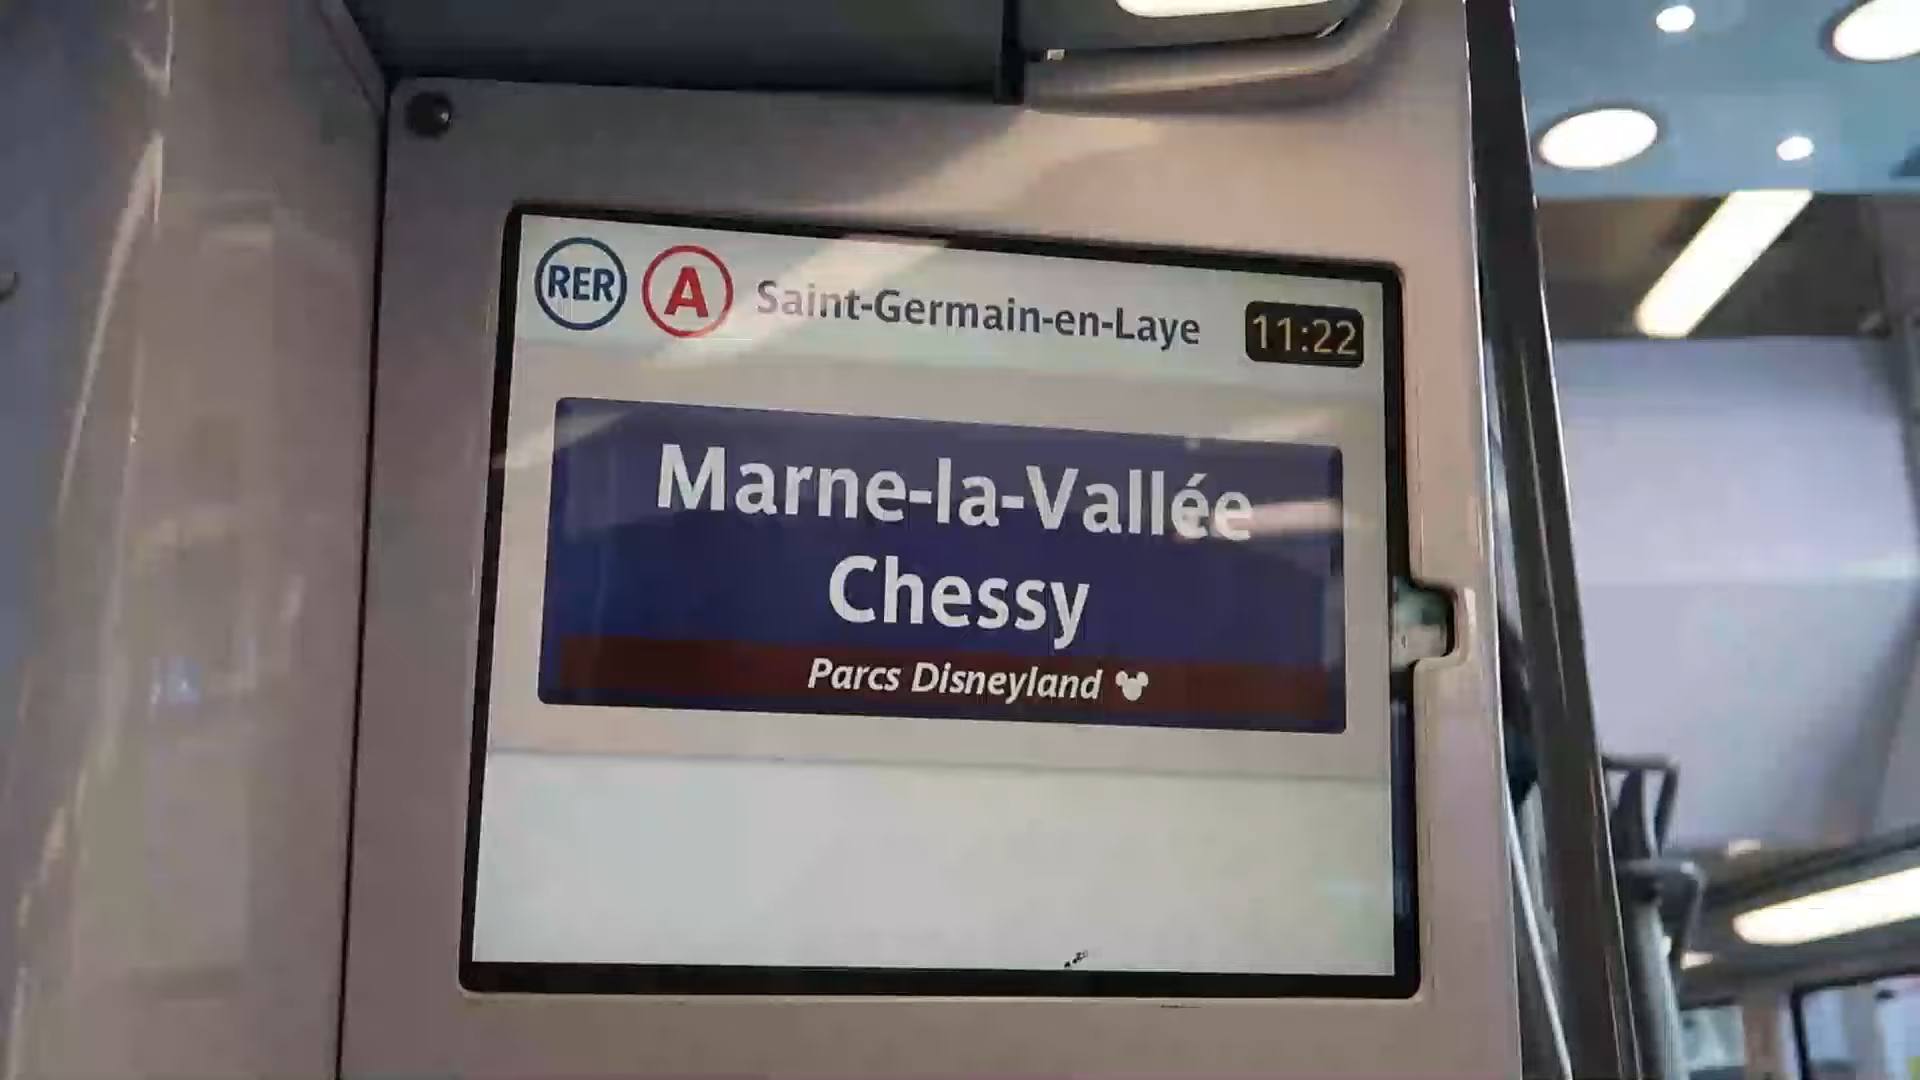 RER A Saint-Germain-en-Laye 11:22
Marne-la-Vallée
Chessy
Parcs Disneyland